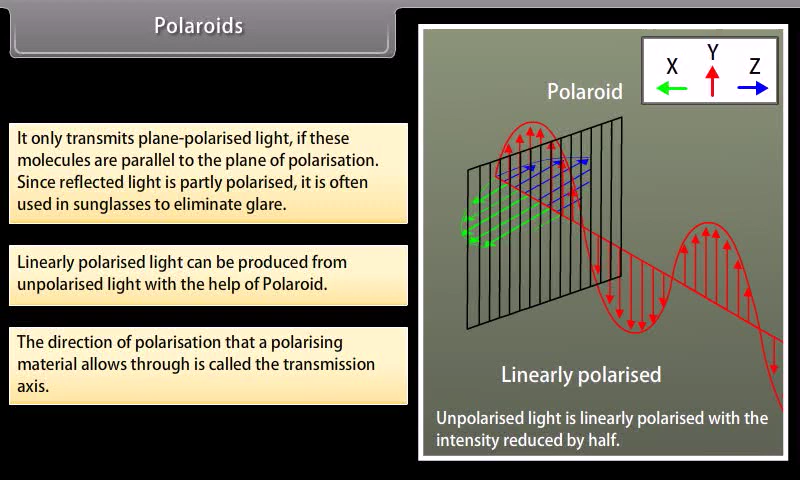 Polaroids
It only transmits plane-polarised light, if these
molecules are parallel to the plane of polarisation.
Since reflected light is partly polarised, it is often
used in sunglasses to eliminate glare.
Linearly polarised light can be produced from
unpolarised light with the help of Polaroid.
The direction of polarisation that a polarising
material allows through is called the transmission
axis.
X Y Z
Polaroid
Linearly polarised
Unpolarised light is linearly polarised with the
intensity reduced by half.